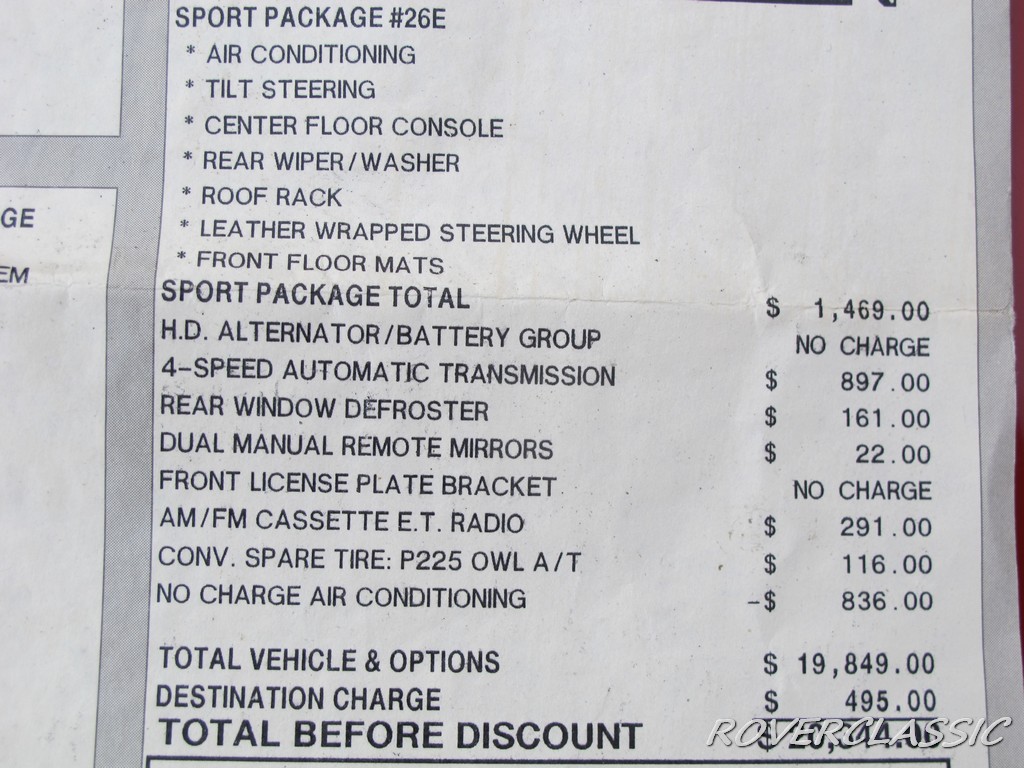 SPORT PACKAGE #26E
* AIR CONDITIONING
* TILT STEERING
* CENTER FLOOR CONSOLE
* REAR WIPER/WASHER
* ROOF RACK
GE
* LEATHER WRAPPED STEERING WHEEL
EM
* FRONT FLOOR MATS
SPORT PACKAGE TOTAL $ 1,469.00
H.D. ALTERNATOR/BATTERY GROUP NO CHARGE
4-SPEED AUTOMATIC TRANSMISSION $ 897.00
REAR WINDOW DEFROSTER $ 161.00
DUAL MANUAL REMOTE MIRRORS $ 22.00
FRONT LICENSE PLATE BRACKET NO CHARGE
AM/FM CASSETTE E.T. RADIO $ 291.00
CONV. SPARE TIRE: P225 OWL A/T $ 116.00
NO CHARGE AIR CONDITIONING -$ 836.00
TOTAL VEHICLE & OPTIONS $ 19,849.00
DESTINATION CHARGE $ 495.00
TOTAL BEFORE DISCOUNT $ 20,344.00
ROVERCLASSIC